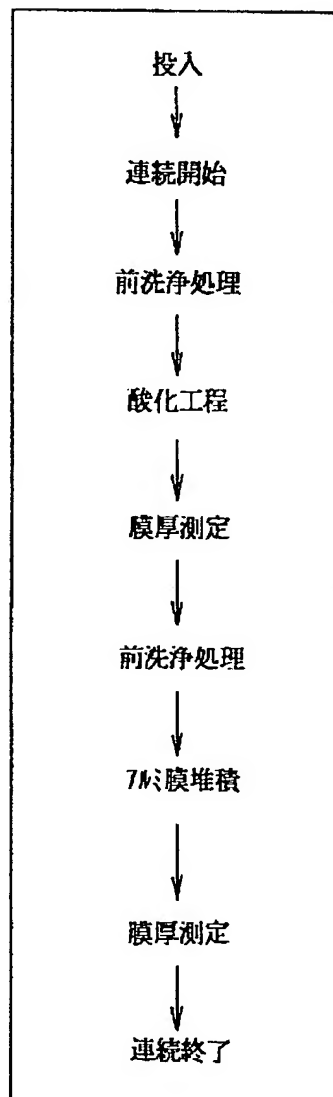 投入
連続開始
前洗浄処理
酸化工程
膜厚測定
前洗浄処理
ｱﾙﾐ膜堆積
膜厚測定
連続終了